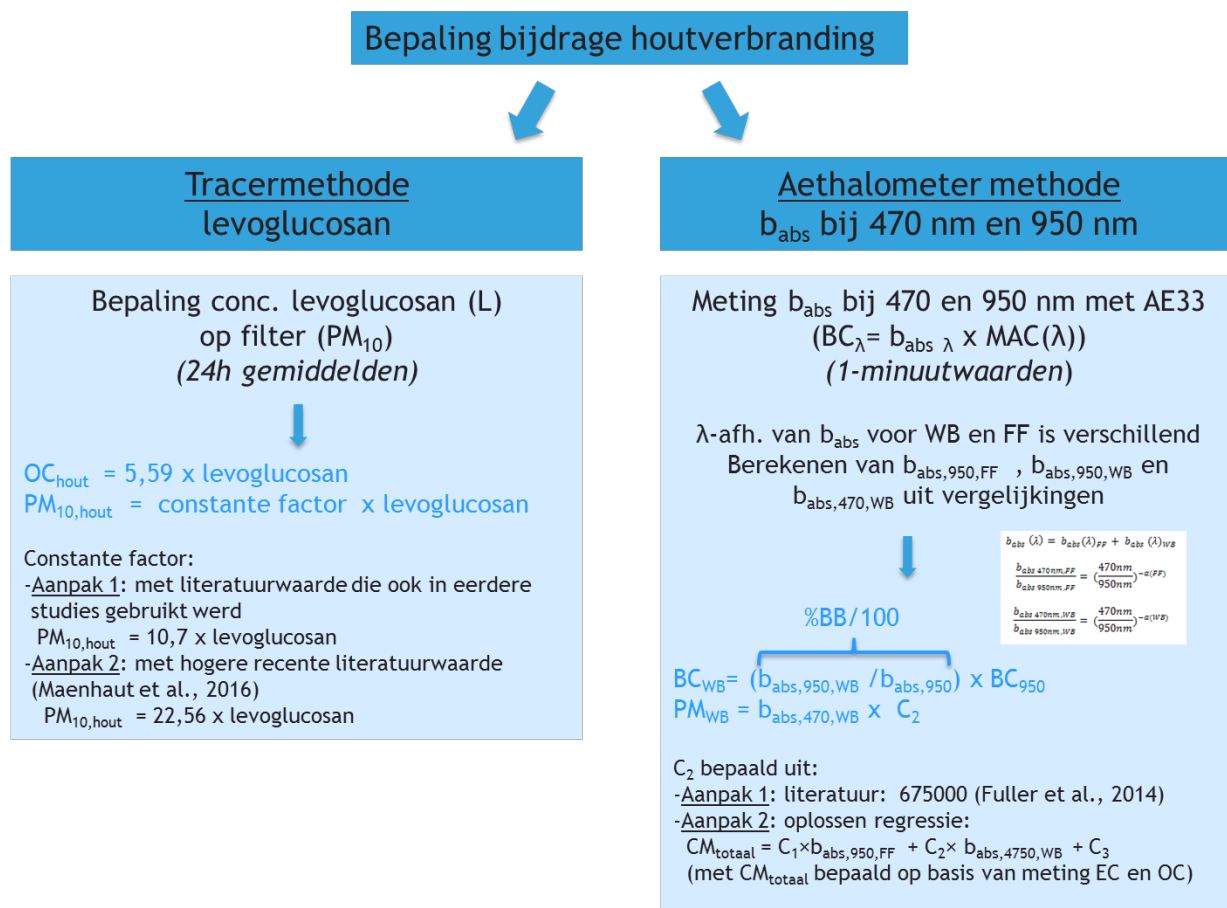 Bepaling bijdrage houtverbranding
Tracermethode
levoglucosan
Bepaling conc. levoglucosan (L)
op filter (PM10)
(24h gemiddelden)
OChout = 5,59 x levoglucosan
PM10,hout = constante factor x levoglucosan
Constante factor:
-Aanpak 1: met literatuurwaarde die ook in eerdere
studies gebruikt werd
PM10,hout = 10,7 x levoglucosan
-Aanpak 2: met hogere recente literatuurwaarde
(Maenhaut et al., 2016)
PM10,hout = 22,56 x levoglucosan
Aethalometer methode
babs bij 470 nm en 950 nm
Meting babs bij 470 en 950 nm met AE33
(BCλ= babs λ x MAC(λ))
(1-minuutwaarden)
λ-afh. van babs voor WB en FF is verschillend
Berekenen van babs,950,FF , babs,950,WB en
babs,470,WB uit vergelijkingen
babs (λ) = babs(λ)FF + babs (λ)WB
babs 470nm,FF / babs 950nm,FF = (470nm/950nm)^-α(FF)
babs 470nm,WB / babs 950nm,WB = (470nm/950nm)^-α(WB)
%BB/100
BCWB= (babs,950,WB /babs,950) x BC950
PMWB = babs,470,WB x C2
C2 bepaald uit:
-Aanpak 1: literatuur: 675000 (Fuller et al., 2014)
-Aanpak 2: oplossen regressie:
CMtotaal = C1×babs,950,FF + C2× babs,4750,WB + C3
(met CMtotaal bepaald op basis van meting EC en OC)